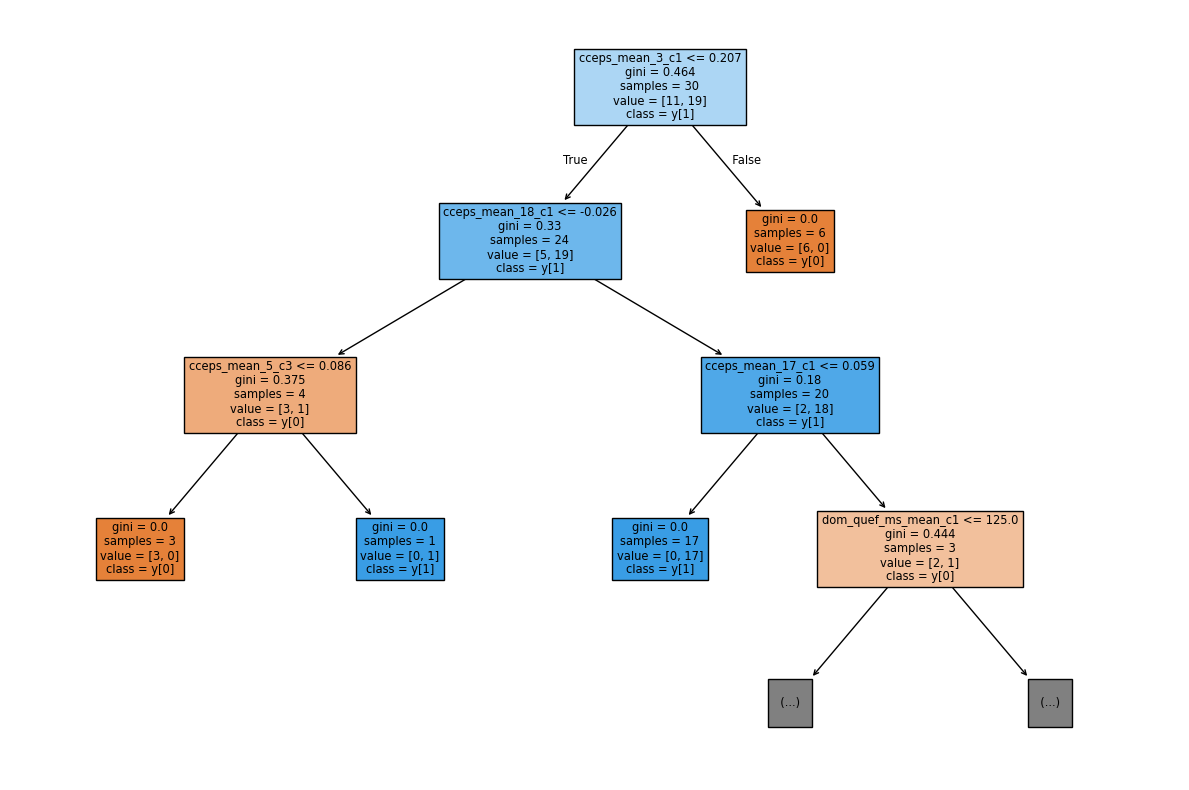 cceps_mean_3_c1 <= 0.207
gini = 0.464
samples = 30
value = [11, 19]
class = y[1]
True
False
cceps_mean_18_c1 <= -0.026
gini = 0.33
samples = 24
value = [5, 19]
class = y[1]
gini = 0.0
samples = 6
value = [6, 0]
class = y[0]
cceps_mean_5_c3 <= 0.086
gini = 0.375
samples = 4
value = [3, 1]
class = y[0]
cceps_mean_17_c1 <= 0.059
gini = 0.18
samples = 20
value = [2, 18]
class = y[1]
gini = 0.0
samples = 3
value = [3, 0]
class = y[0]
gini = 0.0
samples = 1
value = [0, 1]
class = y[1]
gini = 0.0
samples = 17
value = [0, 17]
class = y[1]
dom_quef_ms_mean_c1 <= 125.0
gini = 0.444
samples = 3
value = [2, 1]
class = y[0]
(...)
(...)